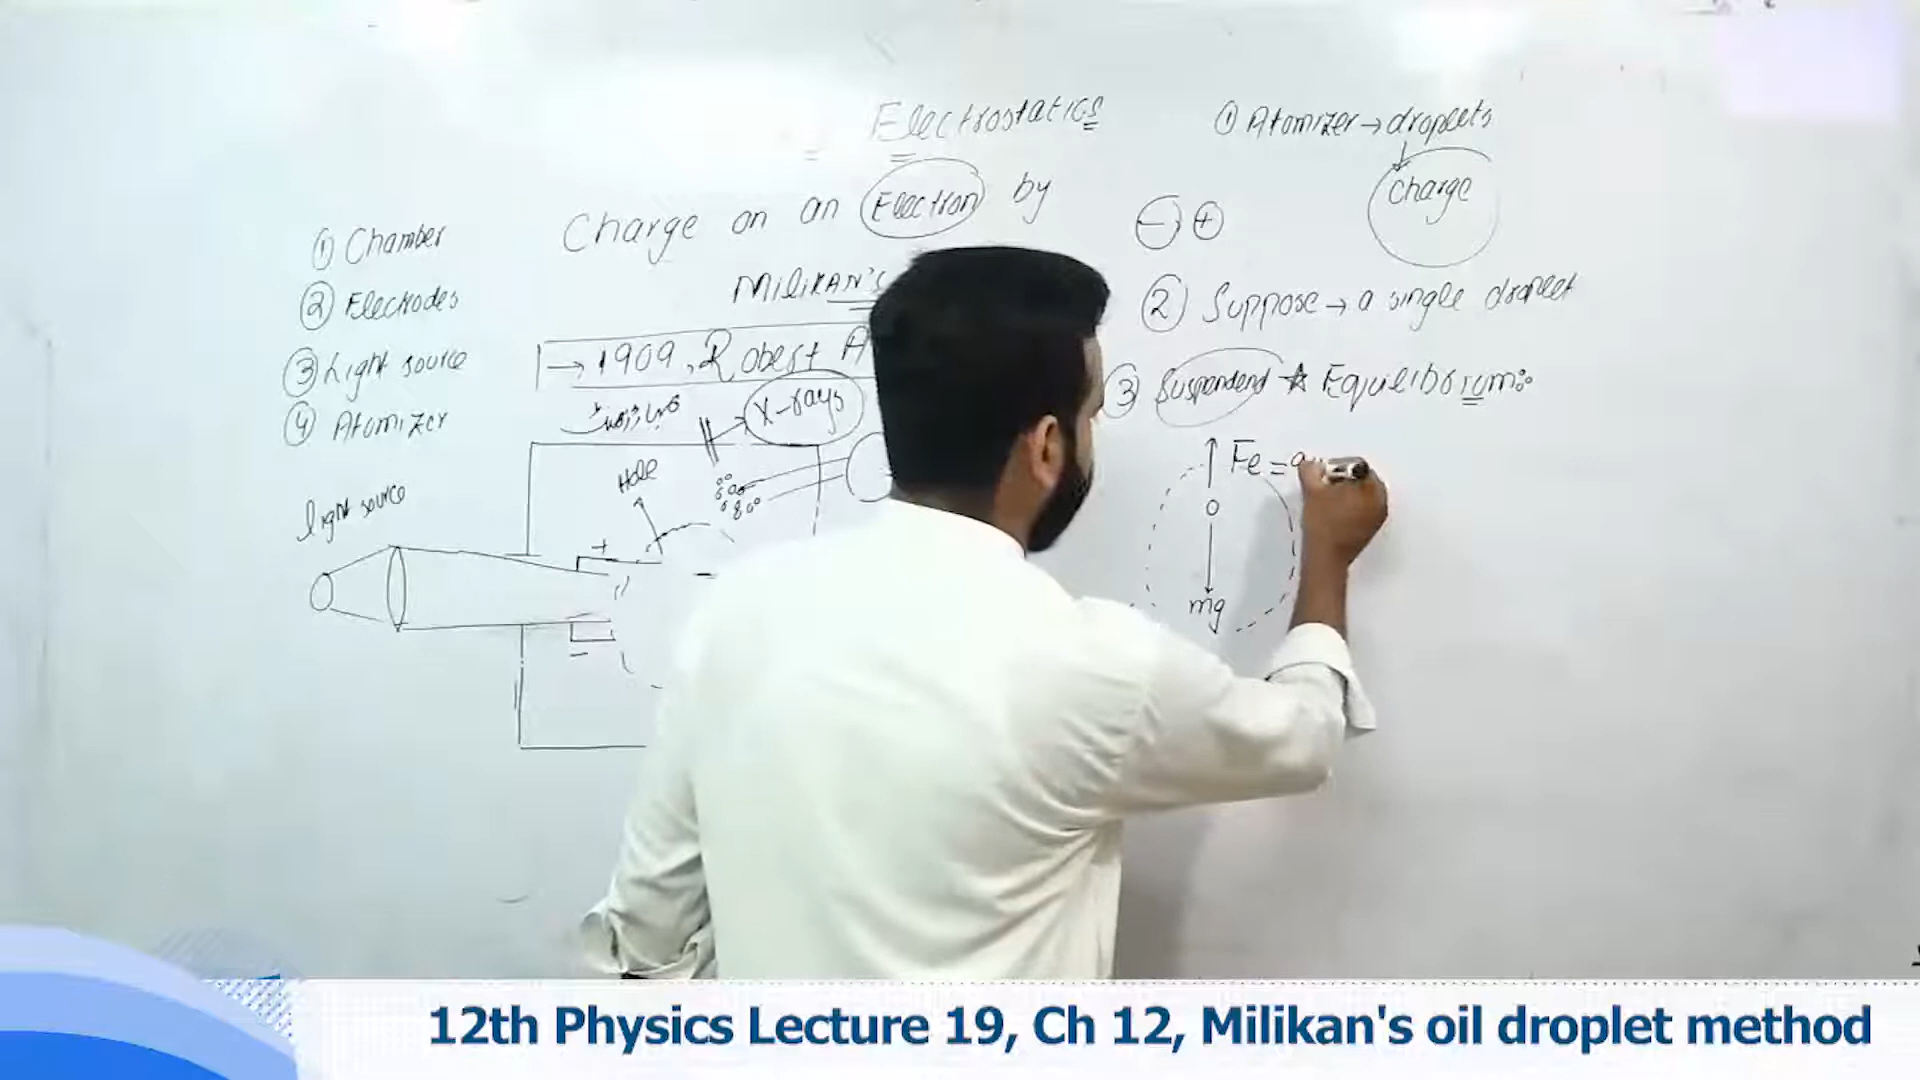 Electrostatics
Charge on an Electron by
Milikan's
→ 1909, Robert A
① Chamber
② Electrodes
③ Light source
④ Atomizer
X-rays
Hole
light source
+
−
① Atomizer → droplets
Charge
− +
② Suppose → a single droplet
③ Suspended ☆ Equilibrium:
Fe = q
mg
12th Physics Lecture 19, Ch 12, Milikan's oil droplet method